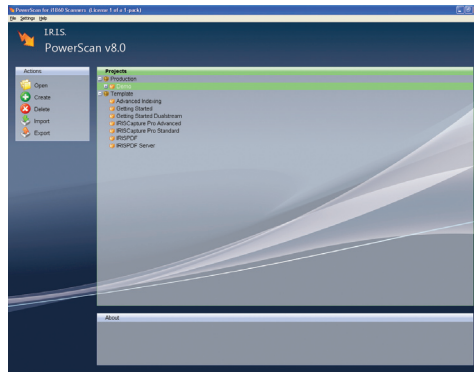 PowerScan for IT060 Scanners (License 1 of a 1-pack)
File Settings Help
I.R.I.S.
PowerScan v8.0
Actions
Open
Create
Delete
Import
Export
Projects
Production
Demo
Template
Advanced Indexing
Getting Started
Getting Started Dualstream
IRISCapture Pro Advanced
IRISCapture Pro Standard
IRISPDF
IRISPDF Server
About